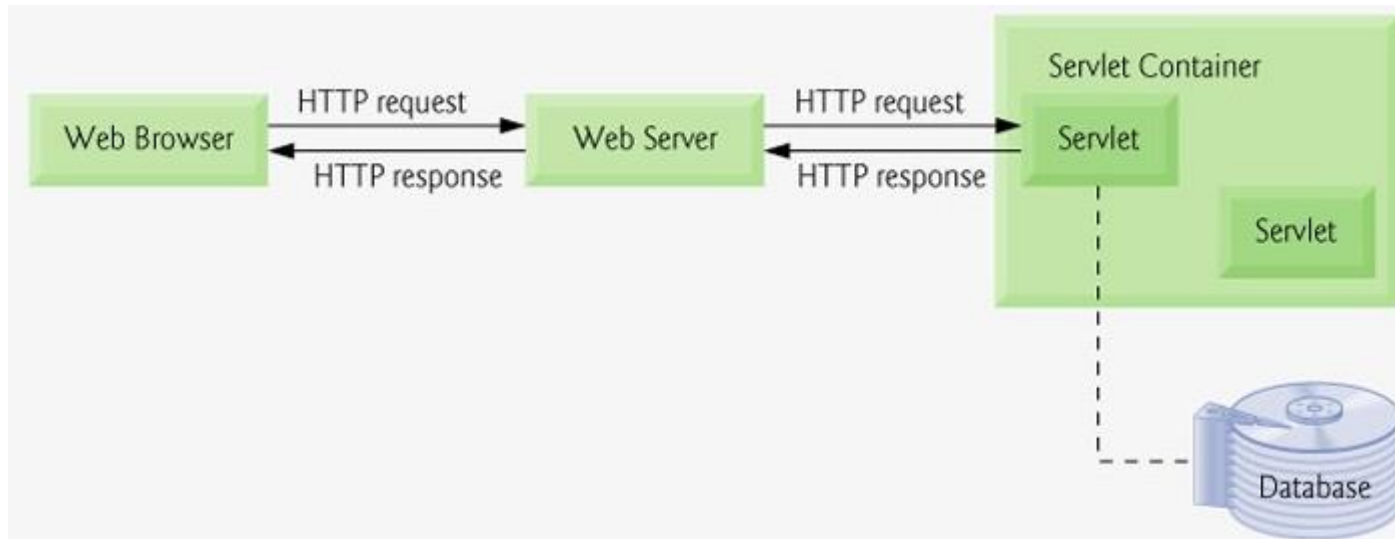 Servlet Container
HTTP request
HTTP request
Web Browser
Web Server
Servlet
HTTP response
HTTP response
Servlet
Database